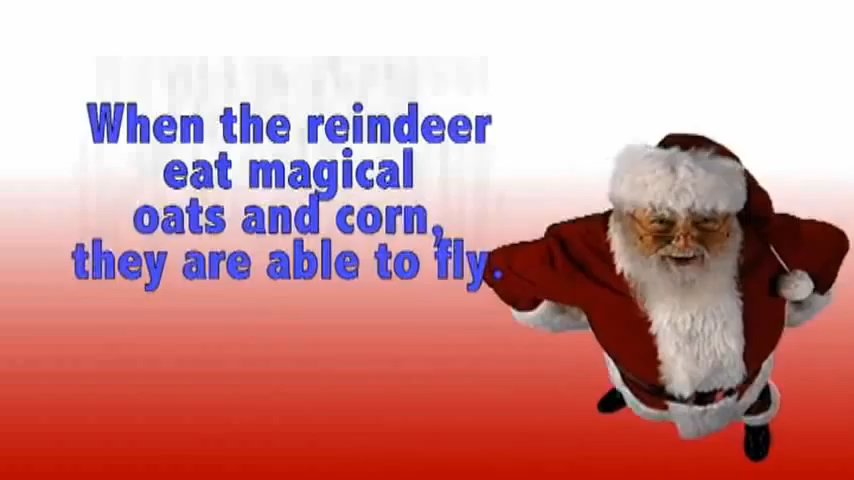 When the reindeer
eat magical
oats and corn,
they are able to fly.